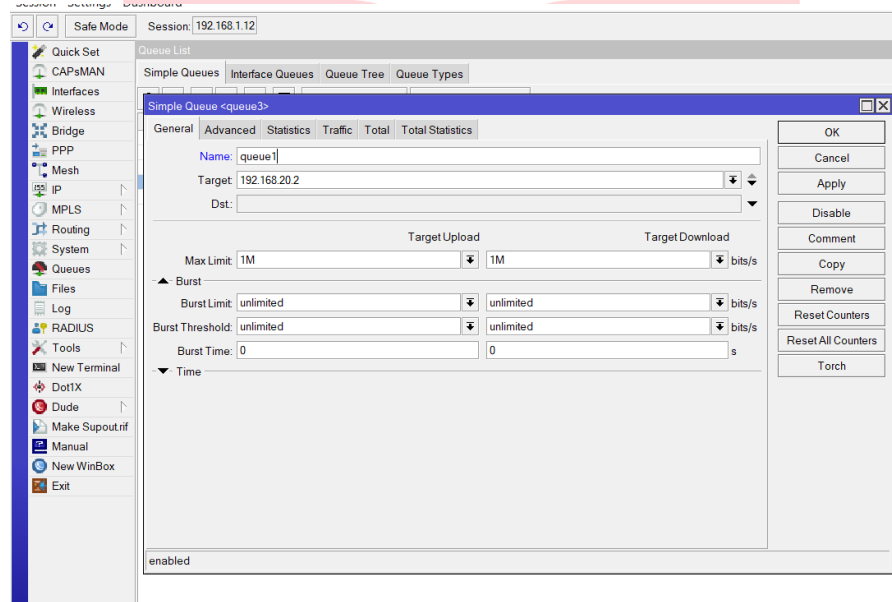 Session Settings Dashboard
Safe Mode Session: 192.168.1.12
Quick Set
CAPsMAN
Interfaces
Wireless
Bridge
PPP
Mesh
IP
MPLS
Routing
System
Queues
Files
Log
RADIUS
Tools
New Terminal
Dot1X
Dude
Make Supout.rif
Manual
New WinBox
Exit
Queue List
Simple Queues Interface Queues Queue Tree Queue Types
Simple Queue <queue3>
General Advanced Statistics Traffic Total Total Statistics
Name: queue1
Target: 192.168.20.2
Dst.:
Target Upload Target Download
Max Limit: 1M 1M bits/s
Burst
Burst Limit: unlimited unlimited bits/s
Burst Threshold: unlimited unlimited bits/s
Burst Time: 0 0 s
Time
enabled
OK
Cancel
Apply
Disable
Comment
Copy
Remove
Reset Counters
Reset All Counters
Torch